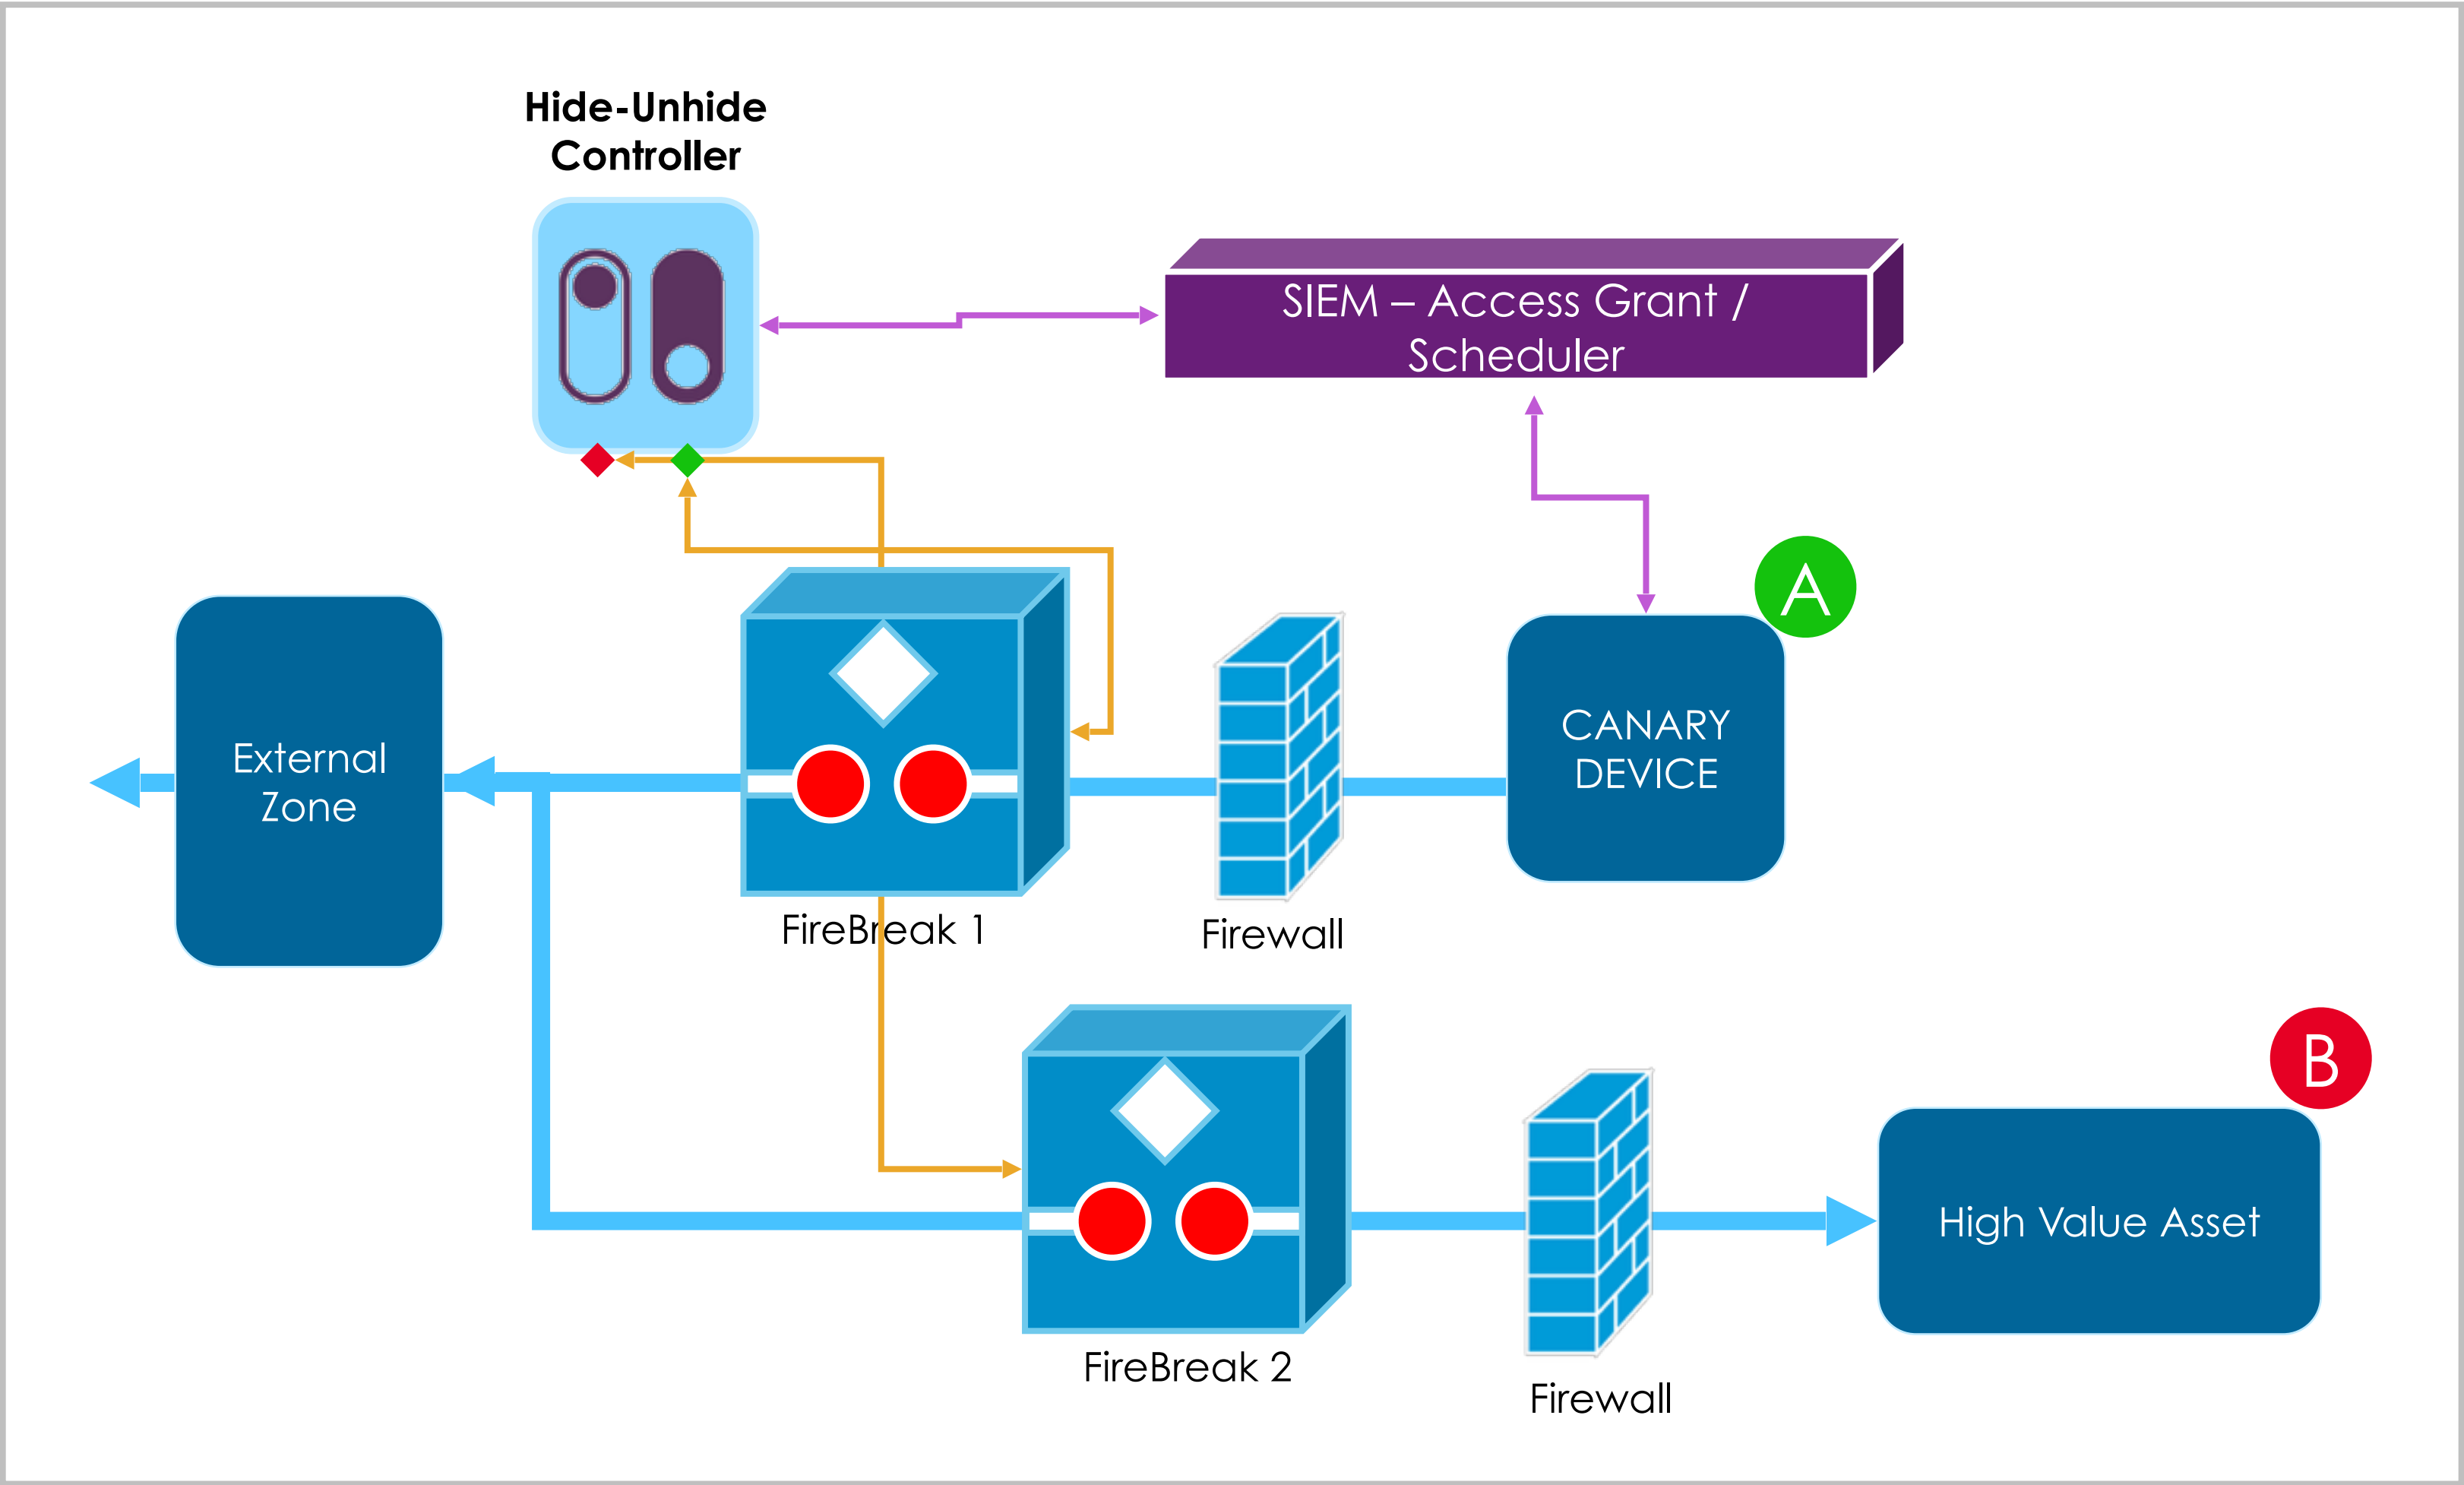 Hide-Unhide
Controller
SIEM – Access Grant /
Scheduler
A
CANARY
DEVICE
External
Zone
FireBreak 1
Firewall
B
High Value Asset
FireBreak 2
Firewall